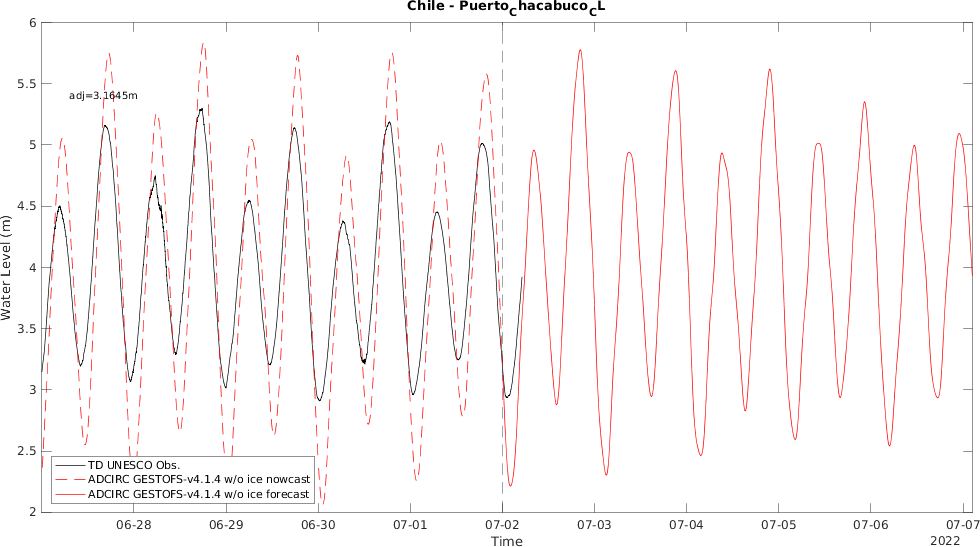 Chile - Puerto_Chacabuco_CL
6
5.5
5
4.5
4
3.5
3
2.5
2
Water Level (m)
adj=3.1645m
TD UNESCO Obs.
ADCIRC GESTOFS-v4.1.4 w/o ice nowcast
ADCIRC GESTOFS-v4.1.4 w/o ice forecast
06-28 06-29 06-30 07-01 07-02 07-03 07-04 07-05 07-06 07-07
Time
2022